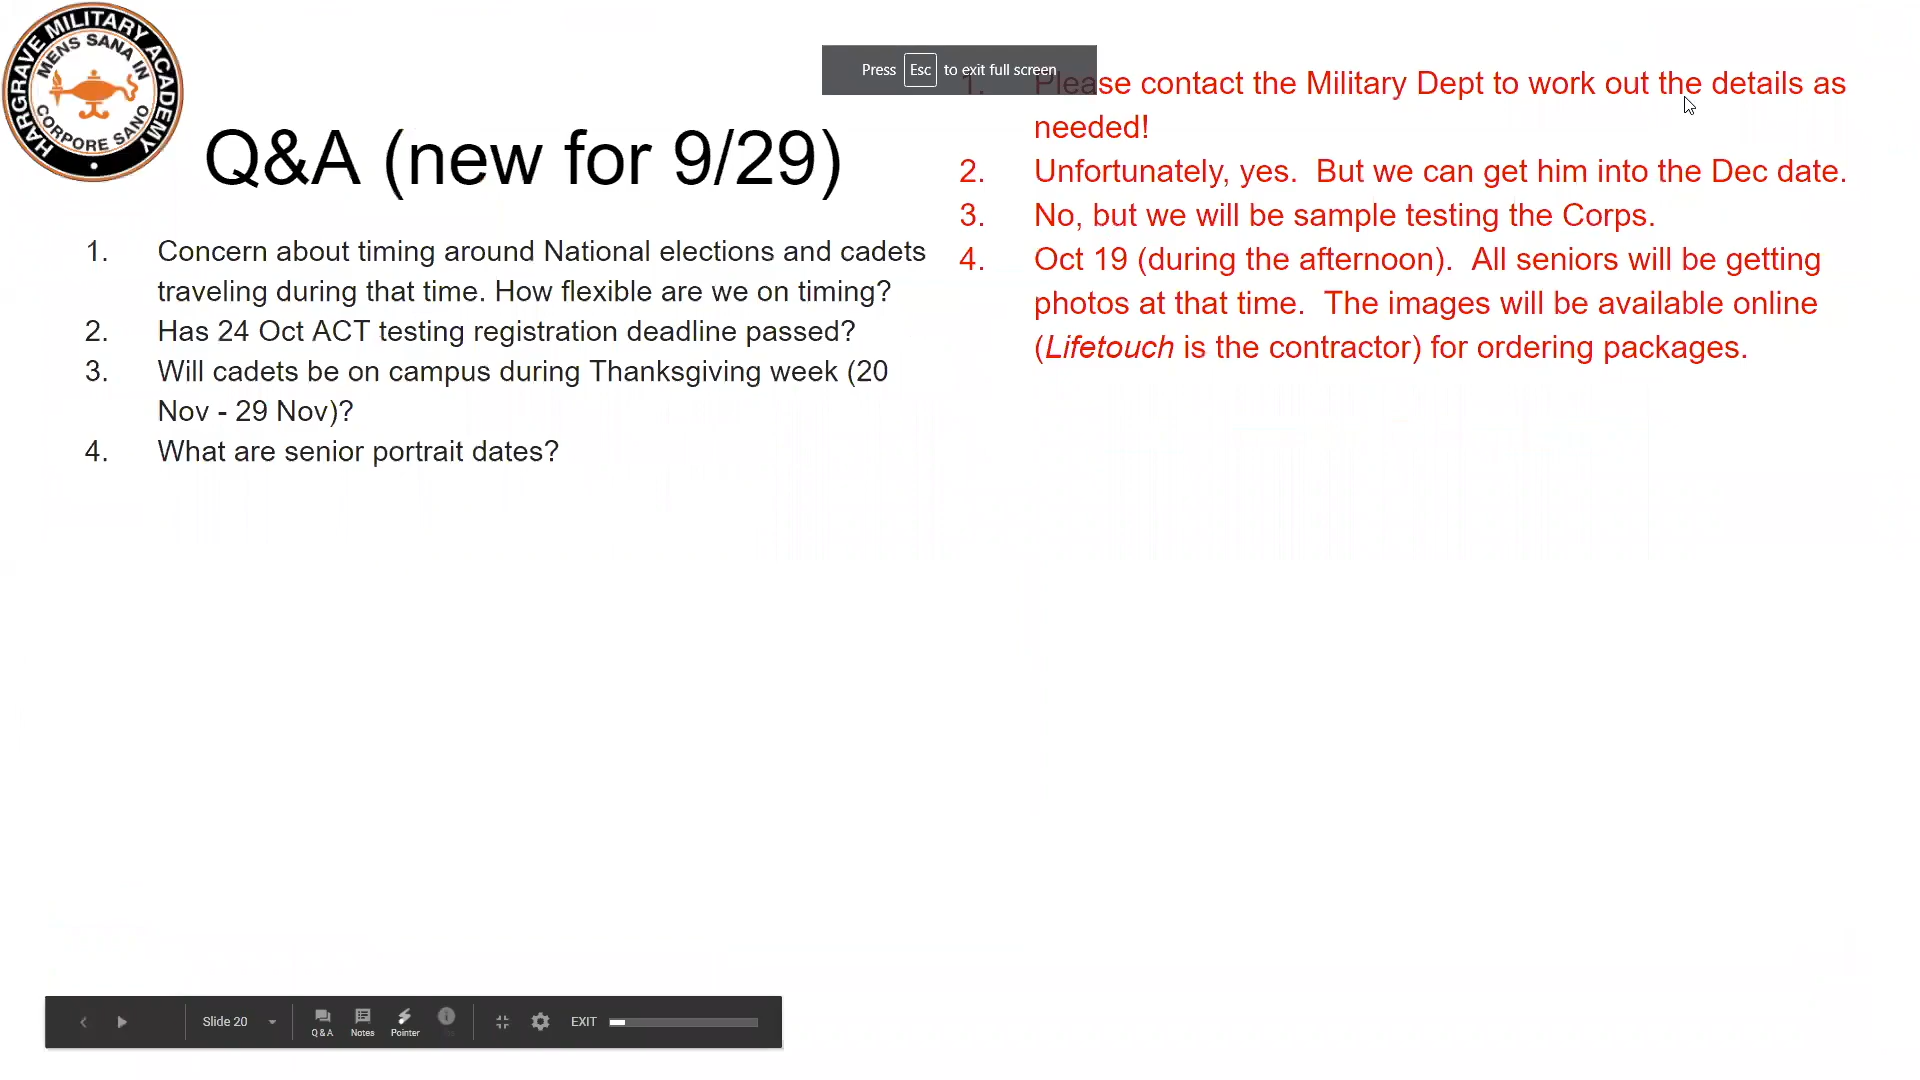 HARGRAVE MILITARY ACADEMY
MENS SANA IN
CORPORE SANO
Q&A (new for 9/29)
1. Concern about timing around National elections and cadets
traveling during that time. How flexible are we on timing?
2. Has 24 Oct ACT testing registration deadline passed?
3. Will cadets be on campus during Thanksgiving week (20
Nov - 29 Nov)?
4. What are senior portrait dates?
Press Esc to exit full screen
1. Please contact the Military Dept to work out the details as
needed!
2. Unfortunately, yes. But we can get him into the Dec date.
3. No, but we will be sample testing the Corps.
4. Oct 19 (during the afternoon). All seniors will be getting
photos at that time. The images will be available online
(Lifetouch is the contractor) for ordering packages.
Slide 20
Q & A
Notes
Pointer
EXIT